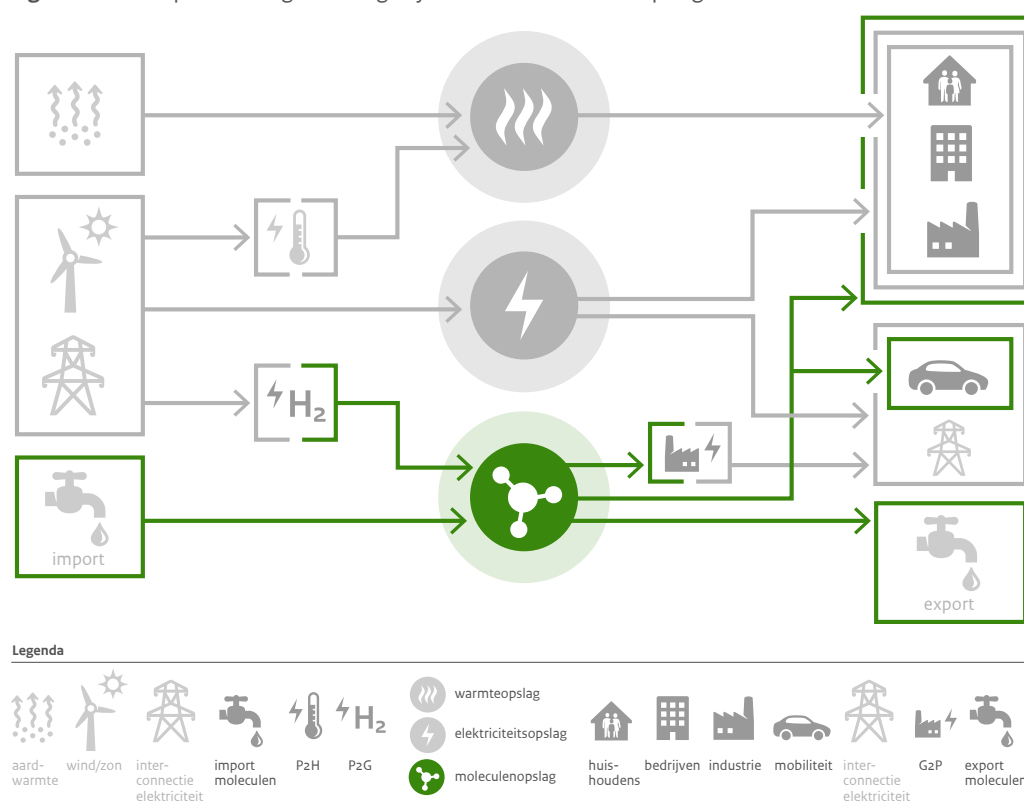 H2
import
export
Legenda
H2
aard-
warmte
wind/zon
inter-
connectie
elektriciteit
import
moleculen
P2H
P2G
warmteopslag
elektriciteitsopslag
moleculenopslag
huis-
houdens
bedrijven
industrie
mobiliteit
inter-
connectie
elektriciteit
G2P
export
moleculen